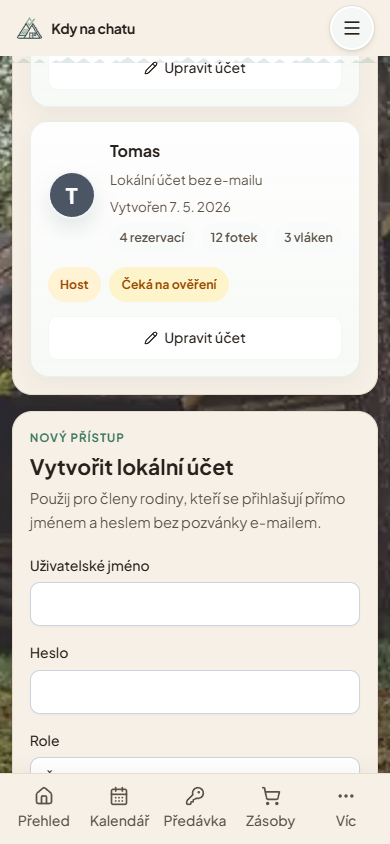 Kdy na chatu
Upravit účet
Tomas
T
Lokální účet bez e-mailu
Vytvořen 7. 5. 2026
4 rezervací 12 fotek 3 vláken
Host Čeká na ověření
Upravit účet
NOVÝ PŘÍSTUP
Vytvořit lokální účet
Použij pro členy rodiny, kteří se přihlašují přímo
jménem a heslem bez pozvánky e-mailem.
Uživatelské jméno
Heslo
Role
Přehled Kalendář Předávka Zásoby Víc